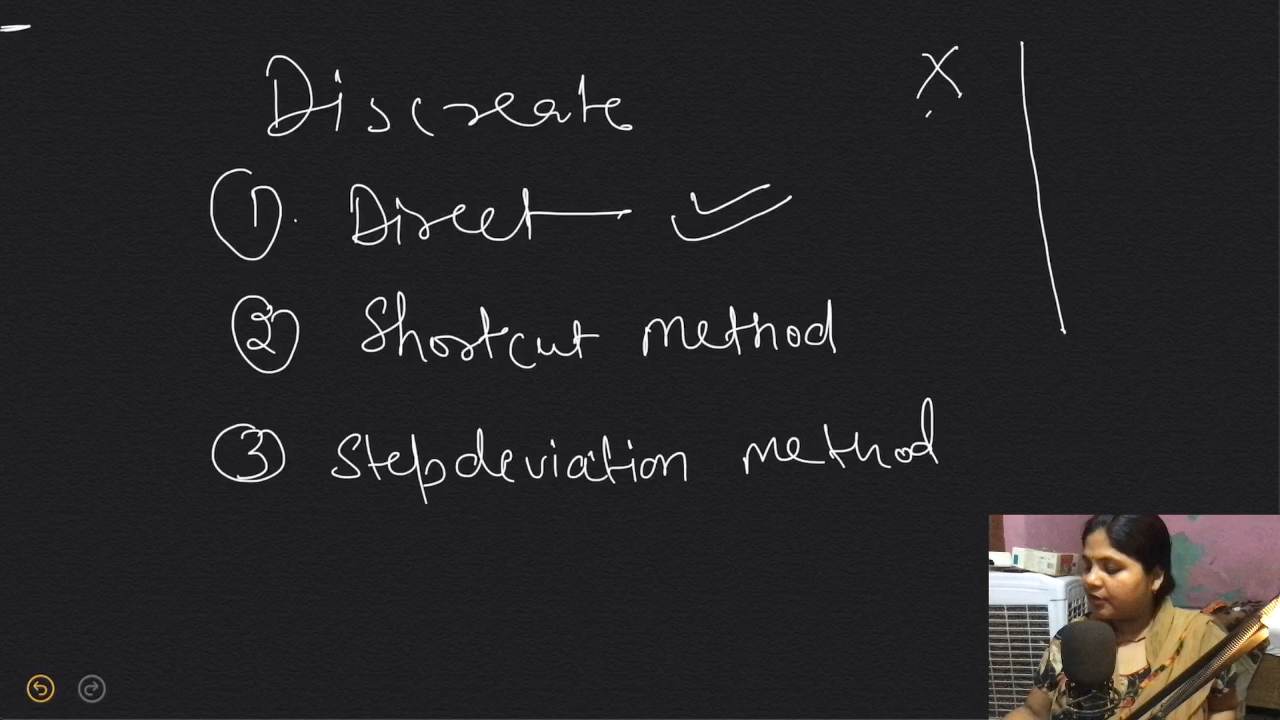 Discreate X
① Direct
② Shortcut method
③ Stepdeviation method